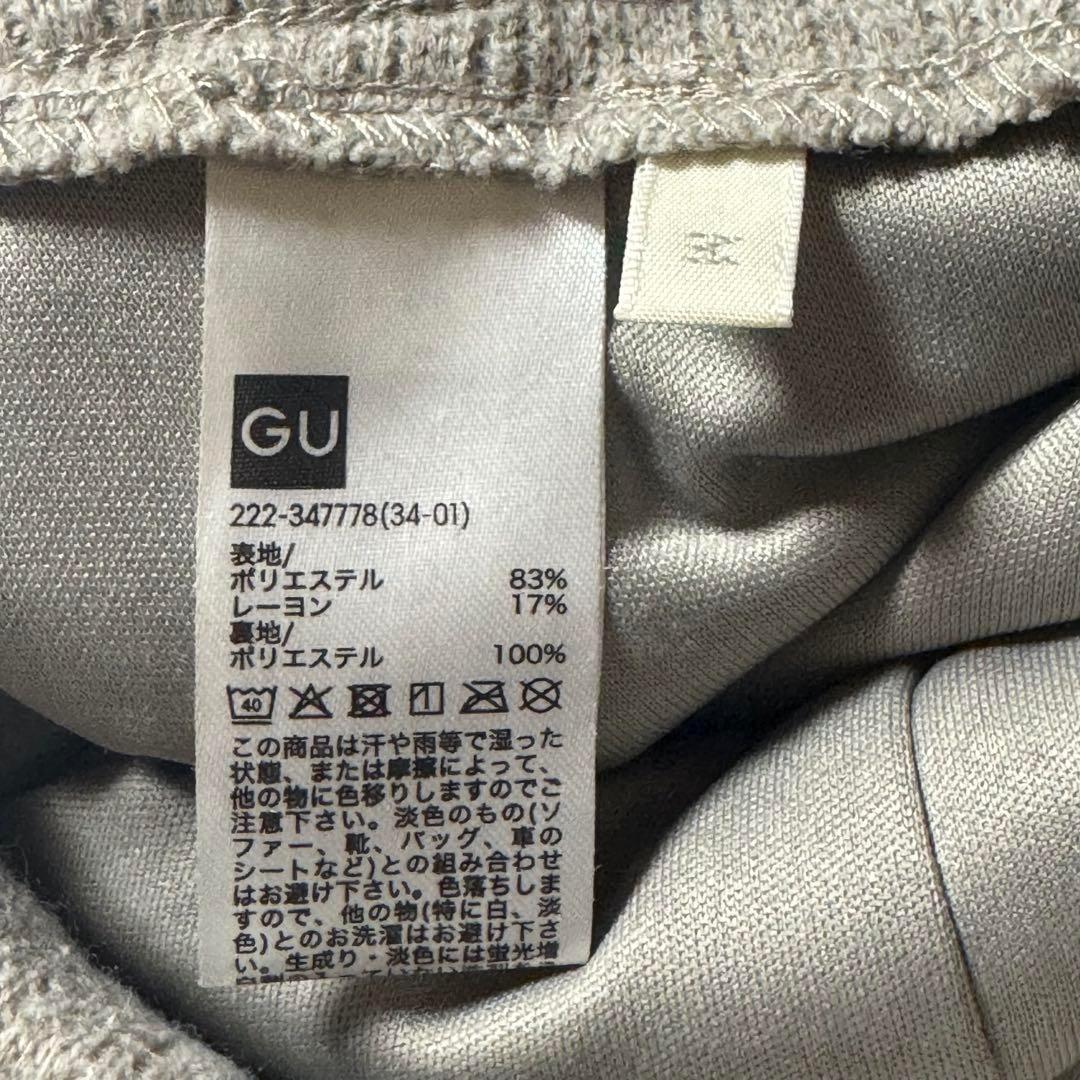 GU
222-347778(34-01)
表地/
ポリエステル 83%
レーヨン 17%
裏地/
ポリエステル 100%
40
この商品は汗や雨等で湿った
状態、または摩擦によって、
他の物に色移りしますのでご
注意下さい。淡色のもの(ソ
ファー、靴、バッグ、車の
シートなど)との組み合わせ
はお避け下さい。色落ちしま
すので、他の物(特に白、淡
色)とのお洗濯はお避け下さ
い。生成り・淡色には蛍光増